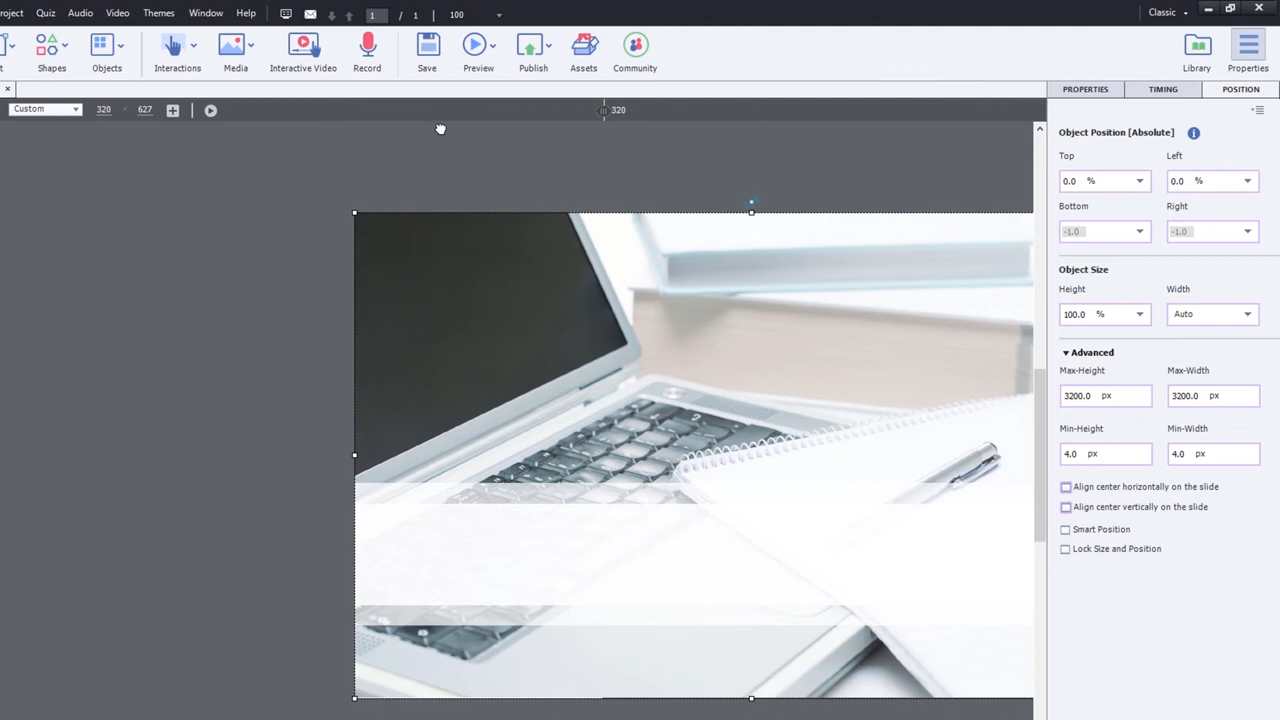 roject Quiz Audio Video Themes Window Help 1 / 1 100 Classic
t Shapes Objects Interactions Media Interactive Video Record Save Preview Publish Assets Community Library Properties
PROPERTIES TIMING POSITION
Custom 320 × 627 320
Object Position [Absolute]
Top Left
0.0 % 0.0 %
Bottom Right
-1.0 -1.0
Object Size
Height Width
100.0 % Auto
Advanced
Max-Height Max-Width
3200.0 px 3200.0 px
Min-Height Min-Width
4.0 px 4.0 px
Align center horizontally on the slide
Align center vertically on the slide
Smart Position
Lock Size and Position